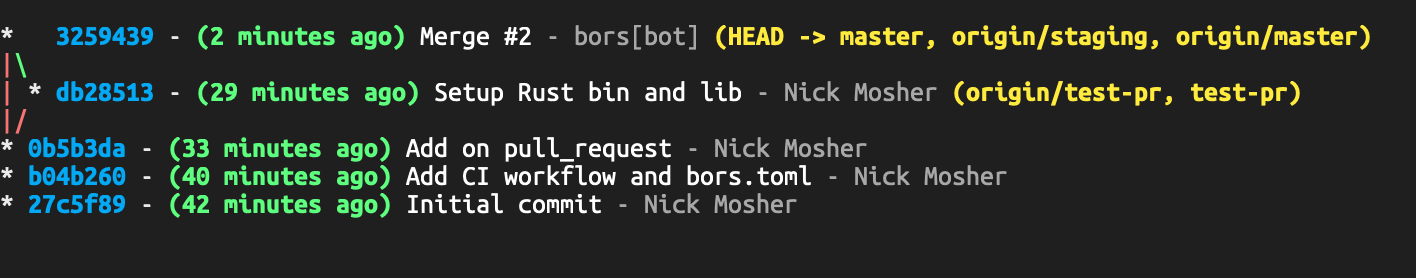 *   3259439 - (2 minutes ago) Merge #2 - bors[bot] (HEAD -> master, origin/staging, origin/master)
|\
| * db28513 - (29 minutes ago) Setup Rust bin and lib - Nick Mosher (origin/test-pr, test-pr)
|/
* 0b5b3da - (33 minutes ago) Add on pull_request - Nick Mosher
* b04b260 - (40 minutes ago) Add CI workflow and bors.toml - Nick Mosher
* 27c5f89 - (42 minutes ago) Initial commit - Nick Mosher